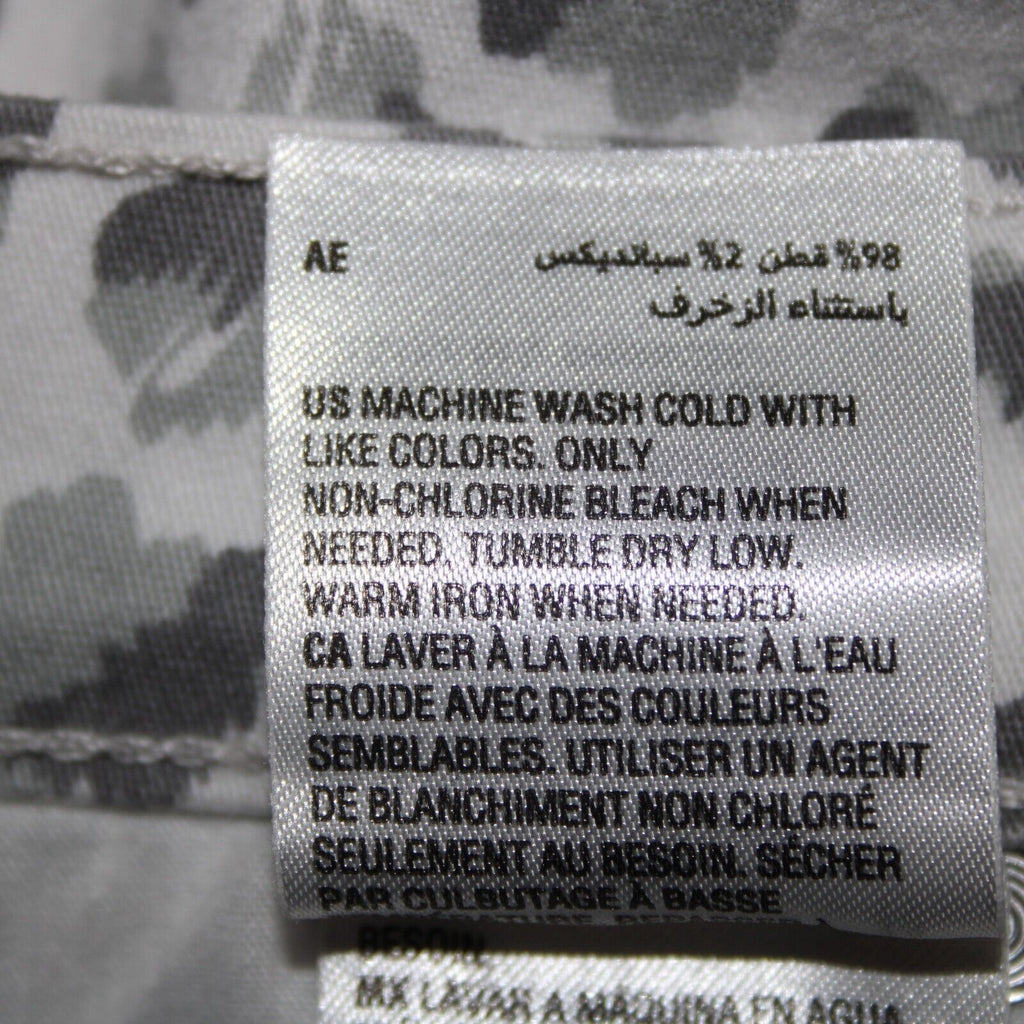 AE %98 قطن %2 سباندیکس
باستثناء الزخرف
US MACHINE WASH COLD WITH
LIKE COLORS. ONLY
NON-CHLORINE BLEACH WHEN
NEEDED. TUMBLE DRY LOW.
WARM IRON WHEN NEEDED.
CA LAVER À LA MACHINE À L'EAU
FROIDE AVEC DES COULEURS
SEMBLABLES. UTILISER UN AGENT
DE BLANCHIMENT NON CHLORÉ
SEULEMENT AU BESOIN. SÉCHER
PAR CULBUTAGE À BASSE
BESOIN
MX LAVAR A MAQUINA EN AGUA